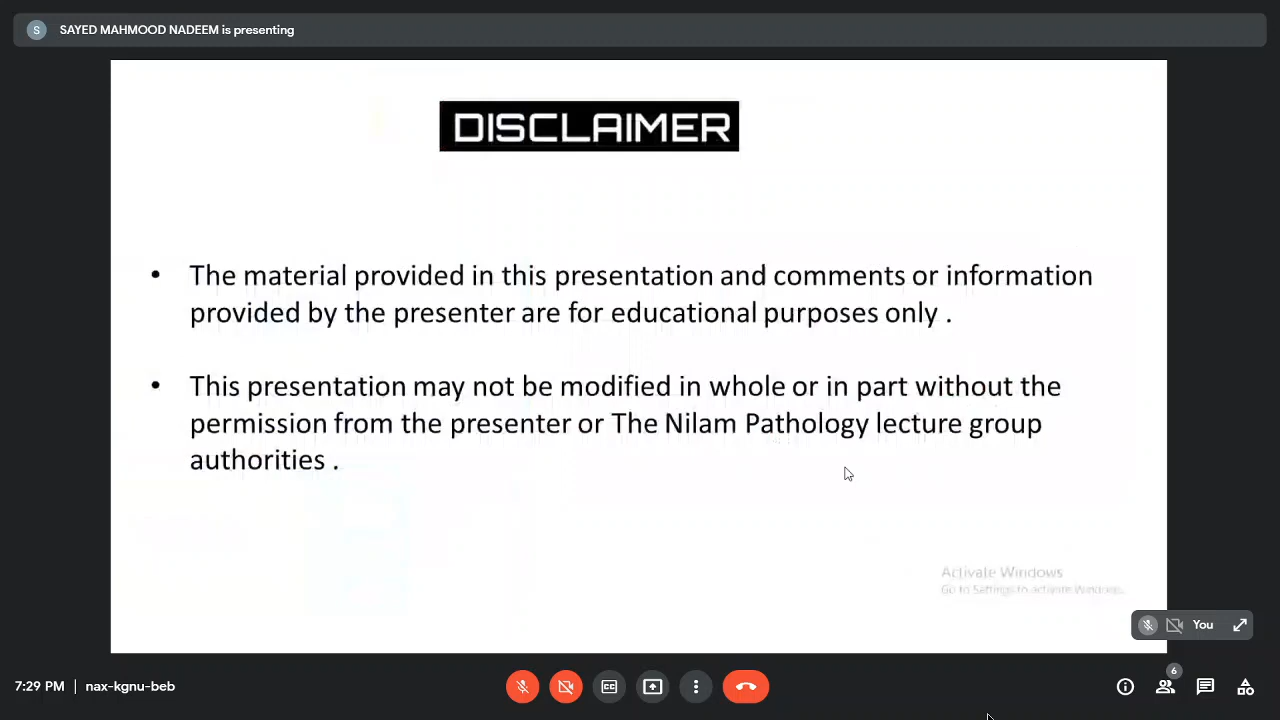 S SAYED MAHMOOD NADEEM is presenting
DISCLAIMER
• The material provided in this presentation and comments or information
provided by the presenter are for educational purposes only .
• This presentation may not be modified in whole or in part without the
permission from the presenter or The Nilam Pathology lecture group
authorities .
Activate Windows
Go to Settings to activate Windows.
You
7:29 PM | nax-kgnu-beb
CC
6